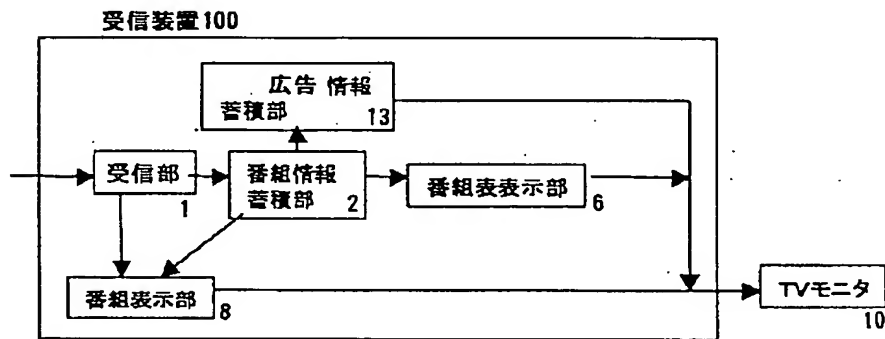 受信装置100
広告 情報
蓄積部
13
受信部
1
番組情報
蓄積部
2
番組表表示部
6
番組表示部
8
TVモニタ
10